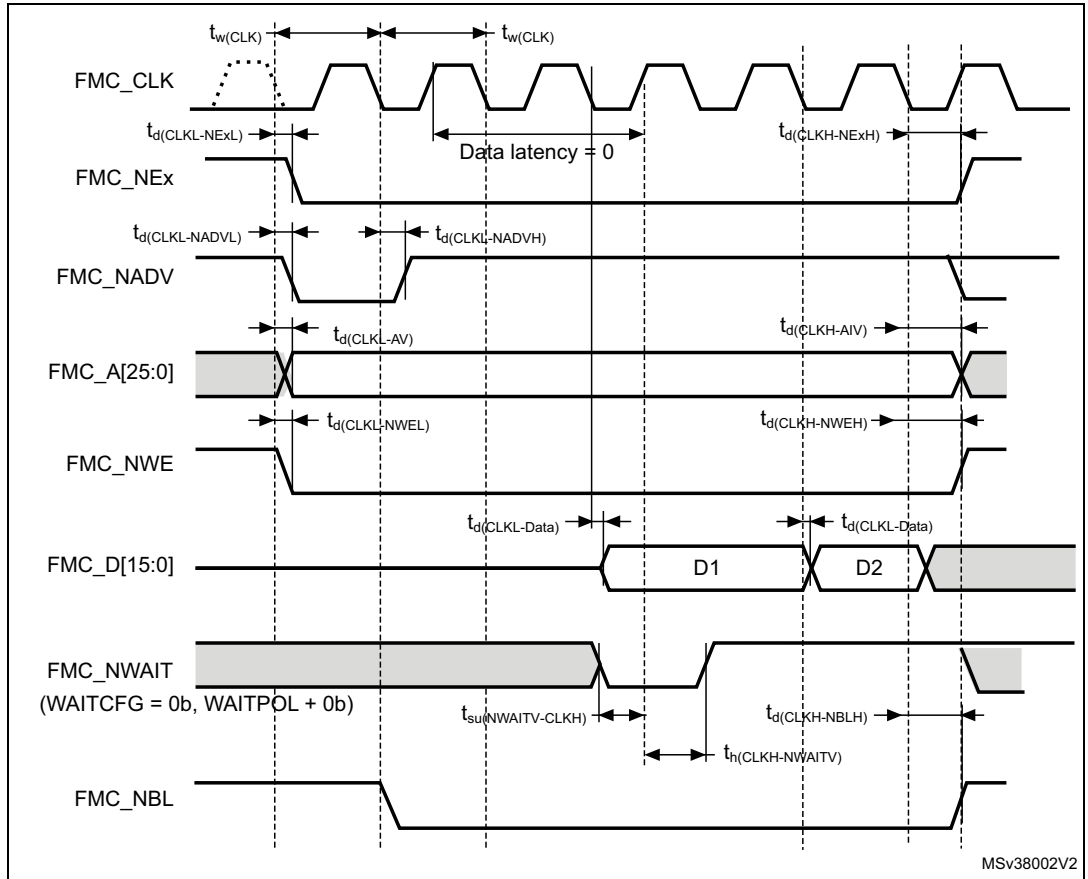 tw(CLK) tw(CLK)
FMC_CLK
td(CLKL-NExL) td(CLKH-NExH)
Data latency = 0
FMC_NEx
td(CLKL-NADVL) td(CLKL-NADVH)
FMC_NADV
td(CLKL-AV) td(CLKH-AIV)
FMC_A[25:0]
td(CLKL-NWEL) td(CLKH-NWEH)
FMC_NWE
td(CLKL-Data) td(CLKL-Data)
FMC_D[15:0] D1 D2
FMC_NWAIT
(WAITCFG = 0b, WAITPOL + 0b)
tsu(NWAITV-CLKH) td(CLKH-NBLH)
th(CLKH-NWAITV)
FMC_NBL
MSv38002V2